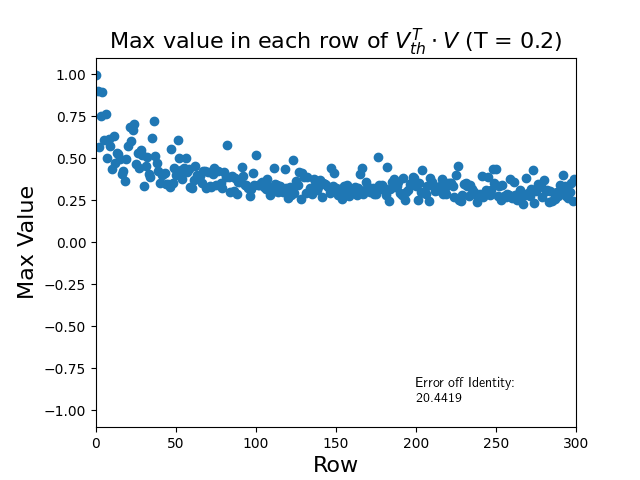 Max value in each row of $V_{th}^T \cdot V$ (T = 0.2)
1.00
0.75
0.50
0.25
0.00
−0.25
−0.50
−0.75
−1.00
Max Value
Error off Identity:
20.4419
0 50 100 150 200 250 300
Row